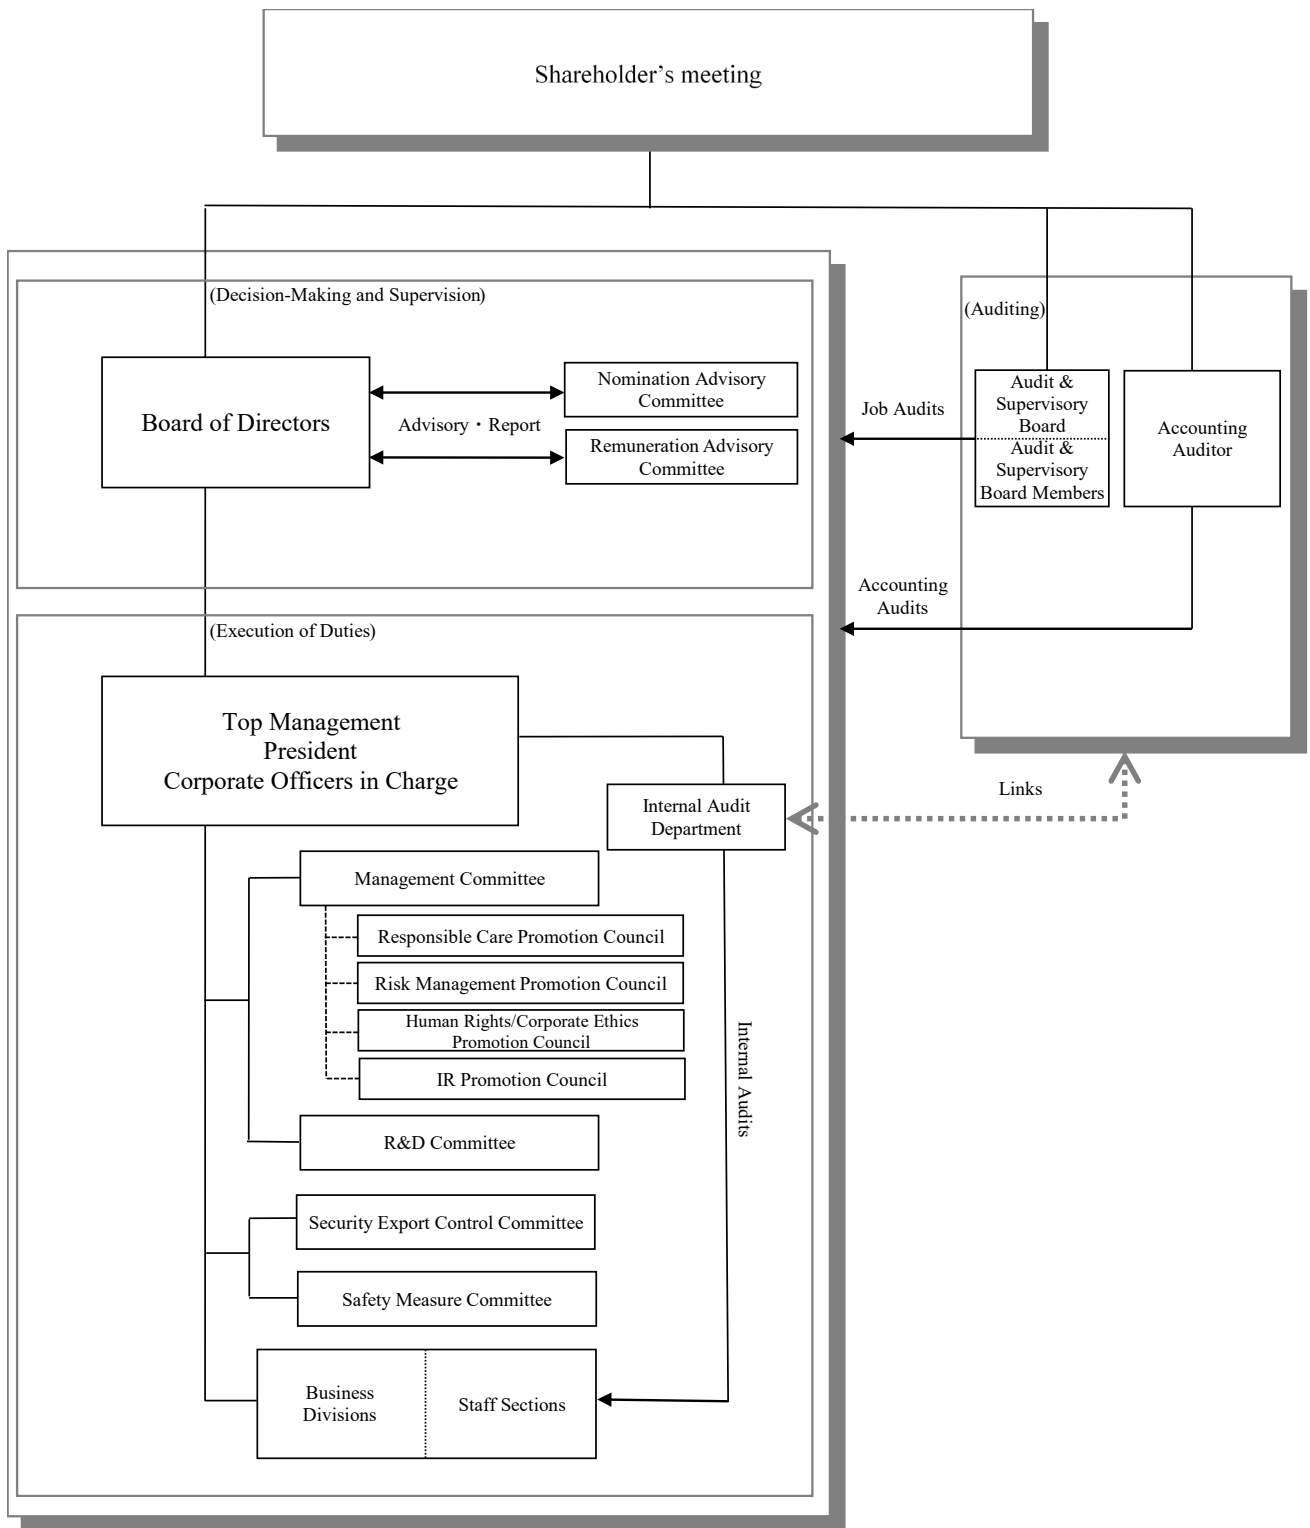 Shareholder’s meeting
(Decision-Making and Supervision)
Board of Directors
Advisory・Report
Nomination Advisory
Committee
Remuneration Advisory
Committee
(Auditing)
Job Audits
Audit &
Supervisory
Board
Audit &
Supervisory
Board Members
Accounting
Auditor
Accounting
Audits
(Execution of Duties)
Top Management
President
Corporate Officers in Charge
Internal Audit
Department
Links
Management Committee
Responsible Care Promotion Council
Risk Management Promotion Council
Human Rights/Corporate Ethics
Promotion Council
IR Promotion Council
Internal Audits
R&D Committee
Security Export Control Committee
Safety Measure Committee
Business
Divisions
Staff Sections